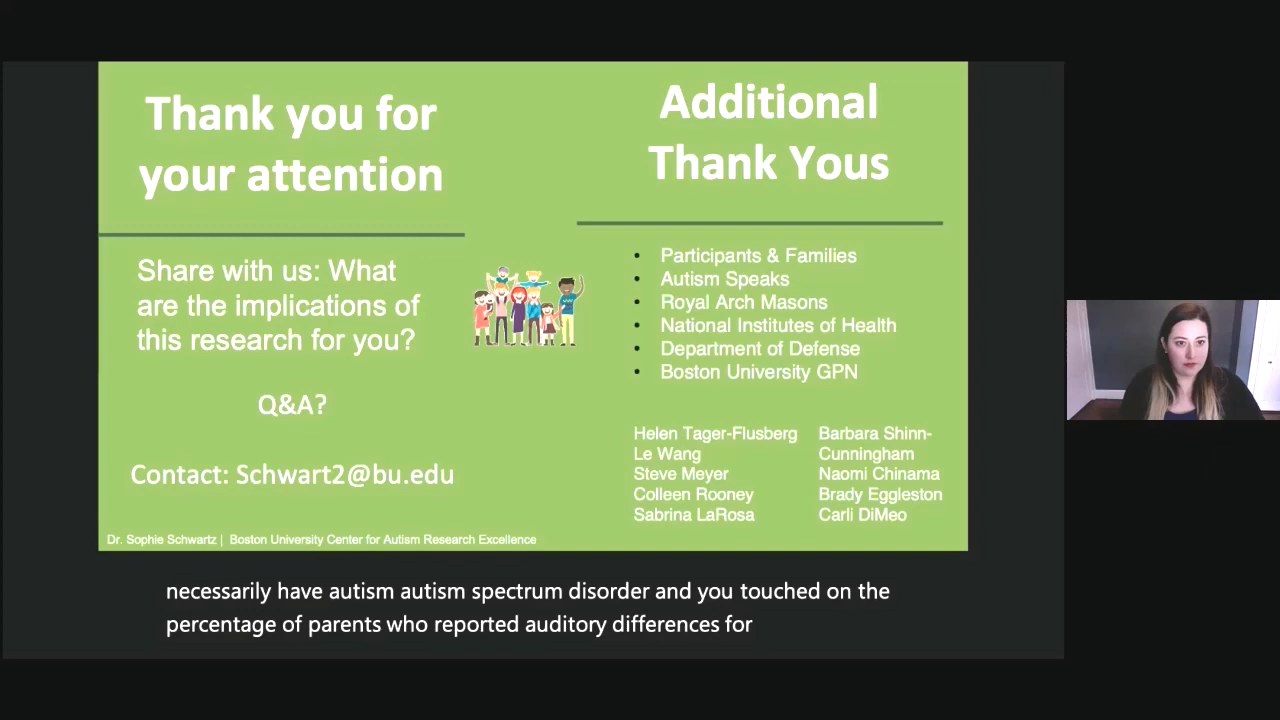 Thank you for
your attention
Share with us: What
are the implications of
this research for you?
Q&A?
Contact: Schwart2@bu.edu
Additional
Thank Yous
• Participants & Families
• Autism Speaks
• Royal Arch Masons
• National Institutes of Health
• Department of Defense
• Boston University GPN
Helen Tager-Flusberg
Le Wang
Steve Meyer
Colleen Rooney
Sabrina LaRosa
Barbara Shinn-
Cunningham
Naomi Chinama
Brady Eggleston
Carli DiMeo
Dr. Sophie Schwartz | Boston University Center for Autism Research Excellence
necessarily have autism autism spectrum disorder and you touched on the
percentage of parents who reported auditory differences for